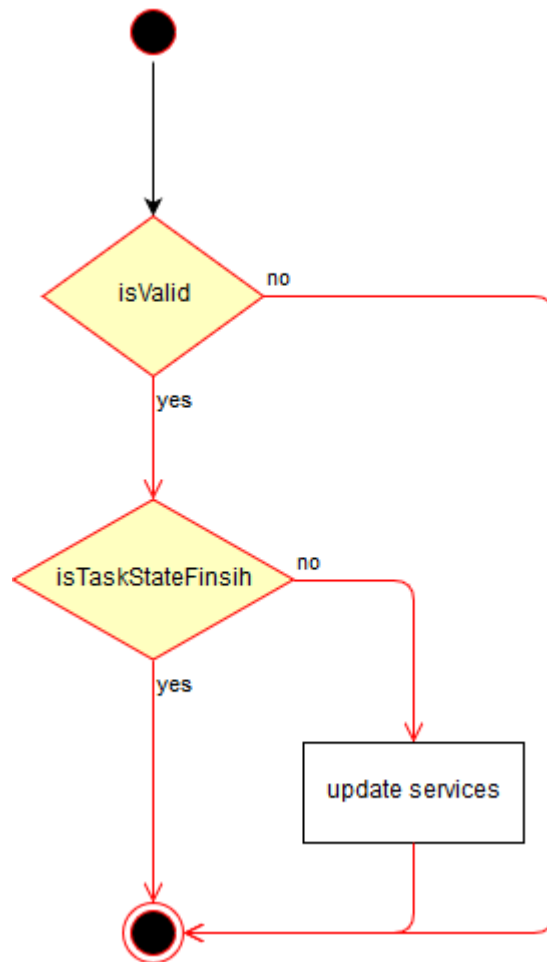 isValid
no
yes
isTaskStateFinsih
no
yes
update services